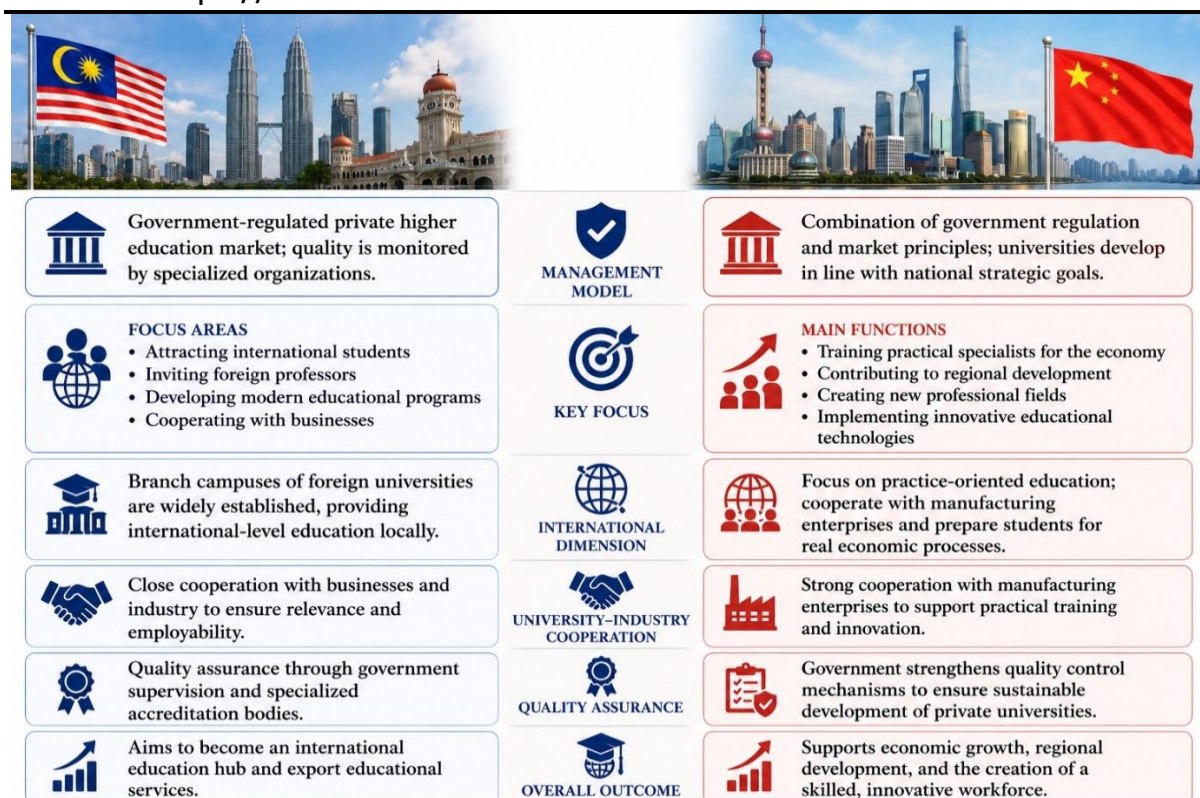 Government-regulated private higher
education market; quality is monitored
by specialized organizations.
MANAGEMENT
MODEL
Combination of government regulation
and market principles; universities develop
in line with national strategic goals.
FOCUS AREAS
• Attracting international students
• Inviting foreign professors
• Developing modern educational programs
• Cooperating with businesses
KEY FOCUS
MAIN FUNCTIONS
• Training practical specialists for the economy
• Contributing to regional development
• Creating new professional fields
• Implementing innovative educational
technologies
Branch campuses of foreign universities
are widely established, providing
international-level education locally.
INTERNATIONAL
DIMENSION
Focus on practice-oriented education;
cooperate with manufacturing
enterprises and prepare students for
real economic processes.
Close cooperation with businesses and
industry to ensure relevance and
employability.
UNIVERSITY–INDUSTRY
COOPERATION
Strong cooperation with manufacturing
enterprises to support practical training
and innovation.
Quality assurance through government
supervision and specialized
accreditation bodies.
QUALITY ASSURANCE
Government strengthens quality control
mechanisms to ensure sustainable
development of private universities.
Aims to become an international
education hub and export educational
services.
OVERALL OUTCOME
Supports economic growth, regional
development, and the creation of a
skilled, innovative workforce.